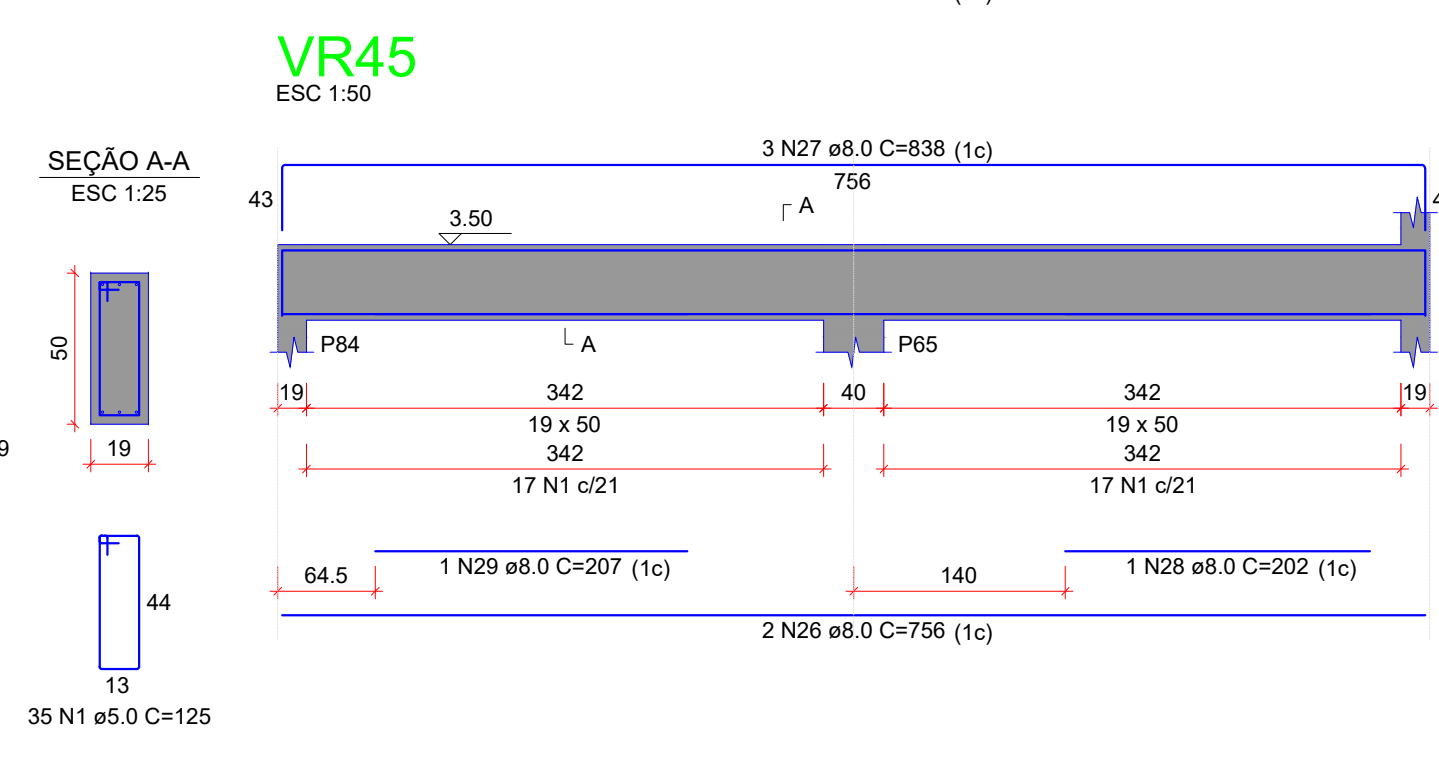 VR45
ESC 1:50
SEÇÃO A-A
ESC 1:25
3 N27 ø8.0 C=838 (1c)
756
43
A
3.50
50
19
P84
A
P65
19
342
40
342
19
19 x 50
19 x 50
342
342
17 N1 c/21
17 N1 c/21
1 N29 ø8.0 C=207 (1c)
1 N28 ø8.0 C=202 (1c)
64.5
140
2 N26 ø8.0 C=756 (1c)
44
13
35 N1 ø5.0 C=125